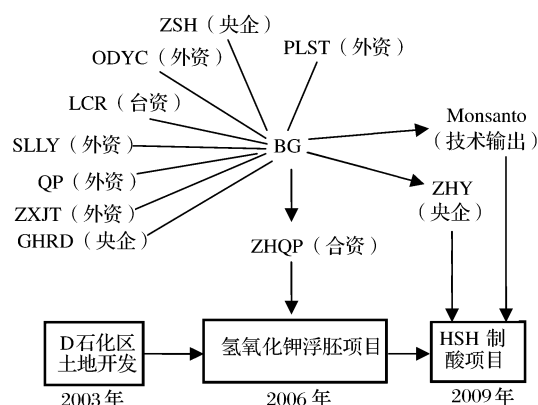 ZSH（央企）
ODYC（外资）
PLST（外资）
LCR（台资）
SLLY（外资）
BG
Monsanto
（技术输出）
QP（外资）
ZHY
（央企）
ZXJT（外资）
GHRD（央企）
ZHQP（合资）
D石化区
土地开发
氢氧化钾浮胚项目
HSH 制
酸项目
2003年
2006年
2009年